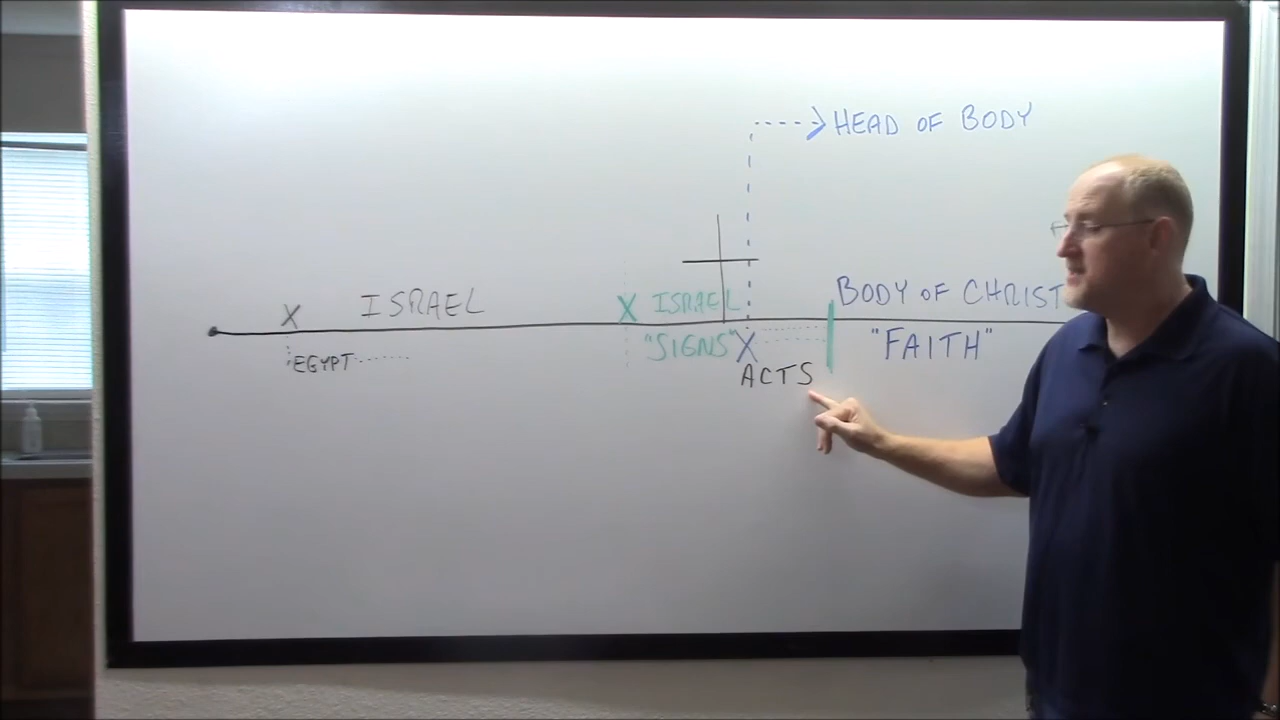 HEAD OF BODY
ISRAEL
ISRAEL
BODY OF CHRIST
EGYPT
"SIGNS"
"FAITH"
ACTS